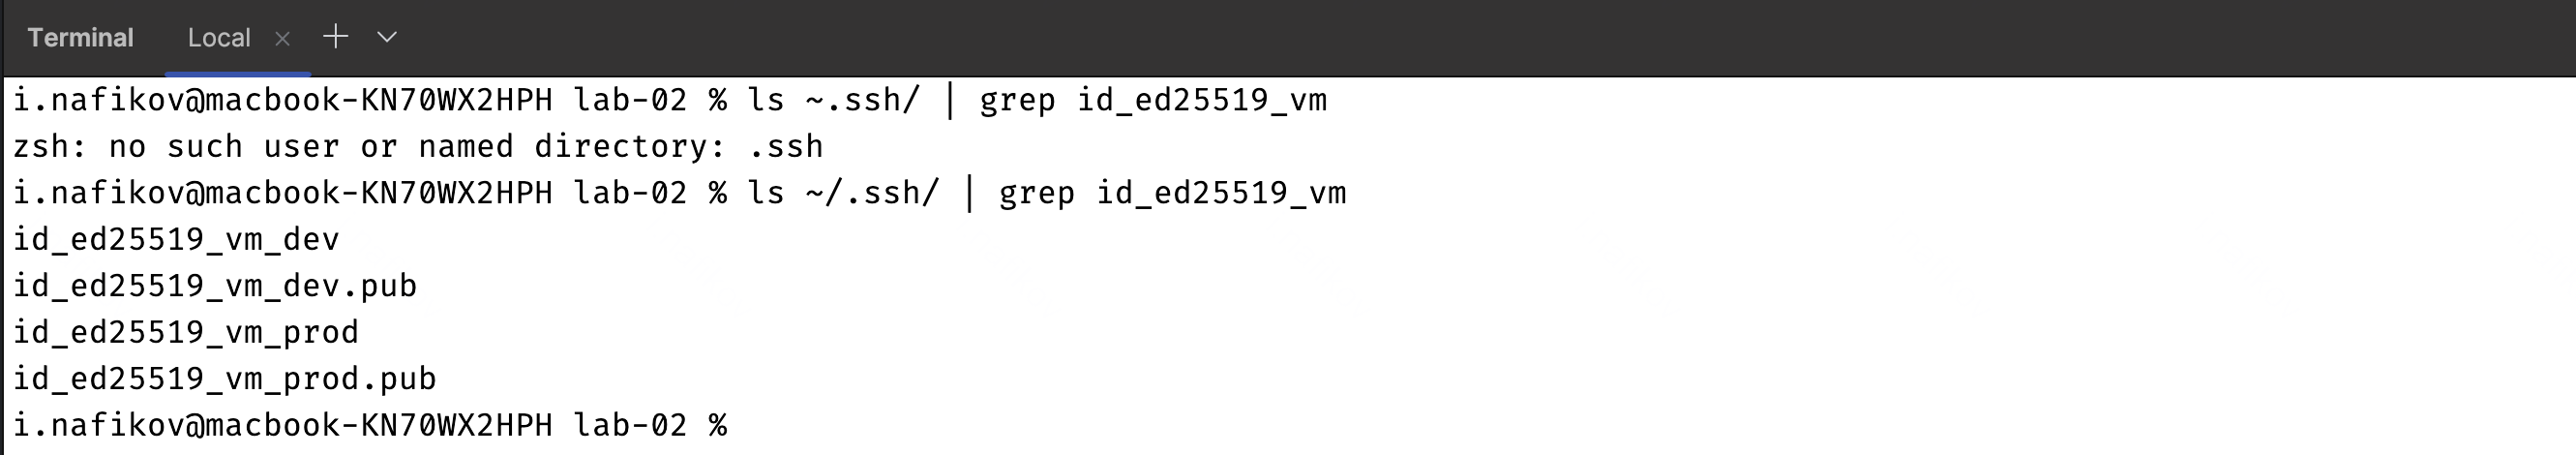 Terminal Local
i.nafikov@macbook-KN70WX2HPH lab-02 % ls ~.ssh/ | grep id_ed25519_vm
zsh: no such user or named directory: .ssh
i.nafikov@macbook-KN70WX2HPH lab-02 % ls ~/.ssh/ | grep id_ed25519_vm
id_ed25519_vm_dev
id_ed25519_vm_dev.pub
id_ed25519_vm_prod
id_ed25519_vm_prod.pub
i.nafikov@macbook-KN70WX2HPH lab-02 %